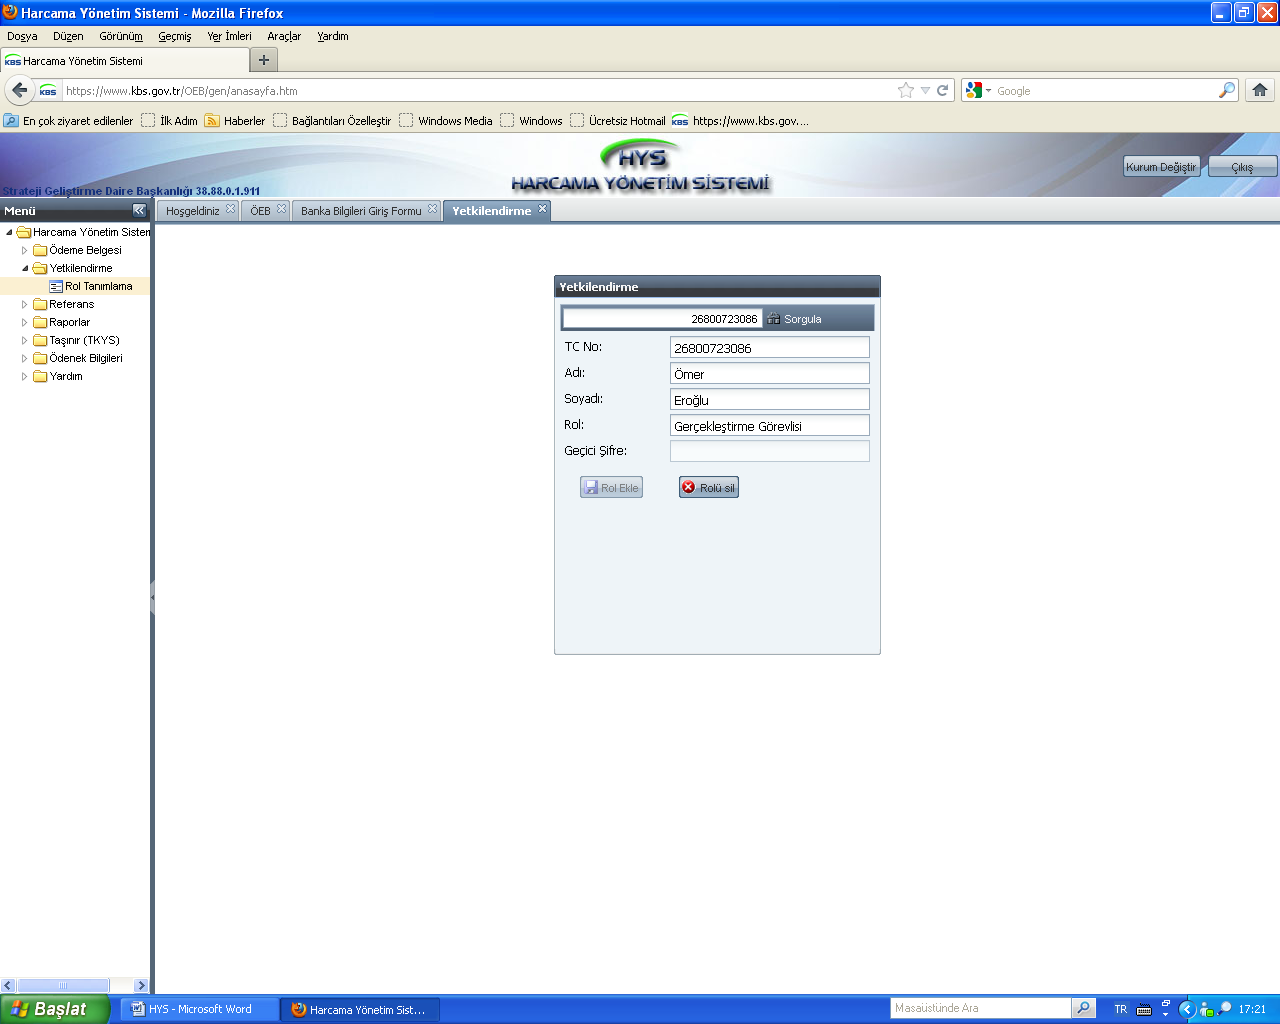 Harcama Yönetim Sistemi - Mozilla Firefox
Dosya Düzen Görünüm Geçmiş Yer İmleri Araçlar Yardım
KBS Harcama Yönetim Sistemi +
KBS https://www.kbs.gov.tr/OEB/gen/anasayfa.htm Google
En çok ziyaret edilenler İlk Adım Haberler Bağlantıları Özelleştir Windows Media Windows Ücretsiz Hotmail KBS https://www.kbs.gov....
HYS
HARCAMA YÖNETİM SİSTEMİ
Kurum Değiştir Çıkış
Strateji Geliştirme Daire Başkanlığı 38.88.0.1.911
Menü
Hoşgeldiniz ÖEB Banka Bilgileri Giriş Formu Yetkilendirme
Harcama Yönetim Sistem
Ödeme Belgesi
Yetkilendirme
Rol Tanımlama
Referans
Raporlar
Taşınır (TKYS)
Ödenek Bilgileri
Yardım
Yetkilendirme
26800723086 Sorgula
TC No: 26800723086
Adı: Ömer
Soyadı: Eroğlu
Rol: Gerçekleştirme Görevlisi
Geçici Şifre:
Rol Ekle Rolü sil
Başlat HYS - Microsoft Word Harcama Yönetim Sist... Masaüstünde Ara TR 17:21